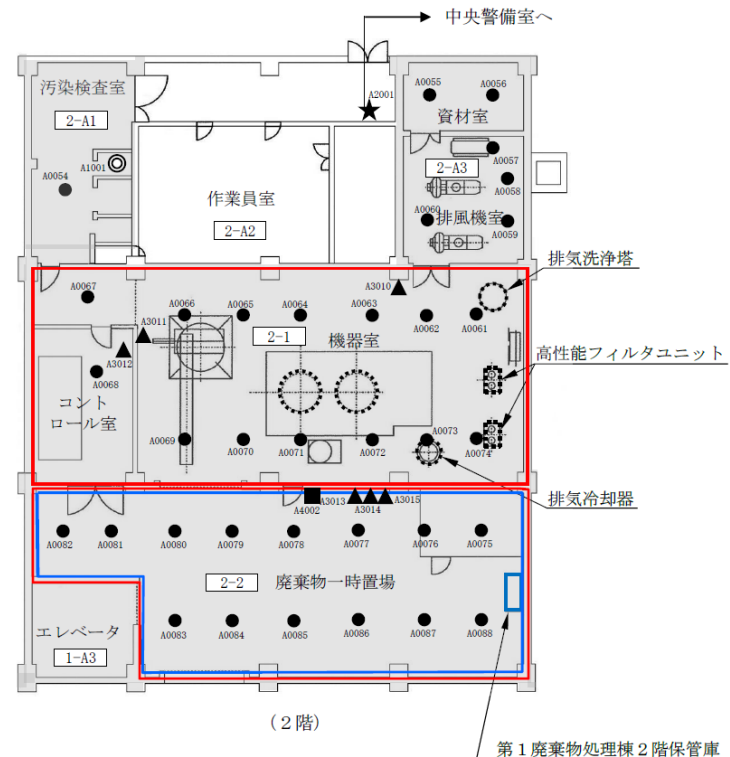 中央警備室へ
汚染検査室
2-A1
A1001
A0054
A2001
A0055
A0056
資材室
A0057
2-A3
A0058
A0060
排風機室
A0059
作業員室
2-A2
排気洗浄塔
A0067
A3010
A0066
A0065
A0064
A0063
A0062
A0061
A3011
2-1
機器室
A3012
高性能フィルタユニット
A0068
コント
ロール室
A0069
A0070
A0071
A0072
A0073
A0074
排気冷却器
A4002
A3013
A3014
A3015
A0082
A0081
A0080
A0079
A0078
A0077
A0076
A0075
2-2
廃棄物一時置場
エレベータ
1-A3
A0083
A0084
A0085
A0086
A0087
A0088
(2階)
第1廃棄物処理棟2階保管庫